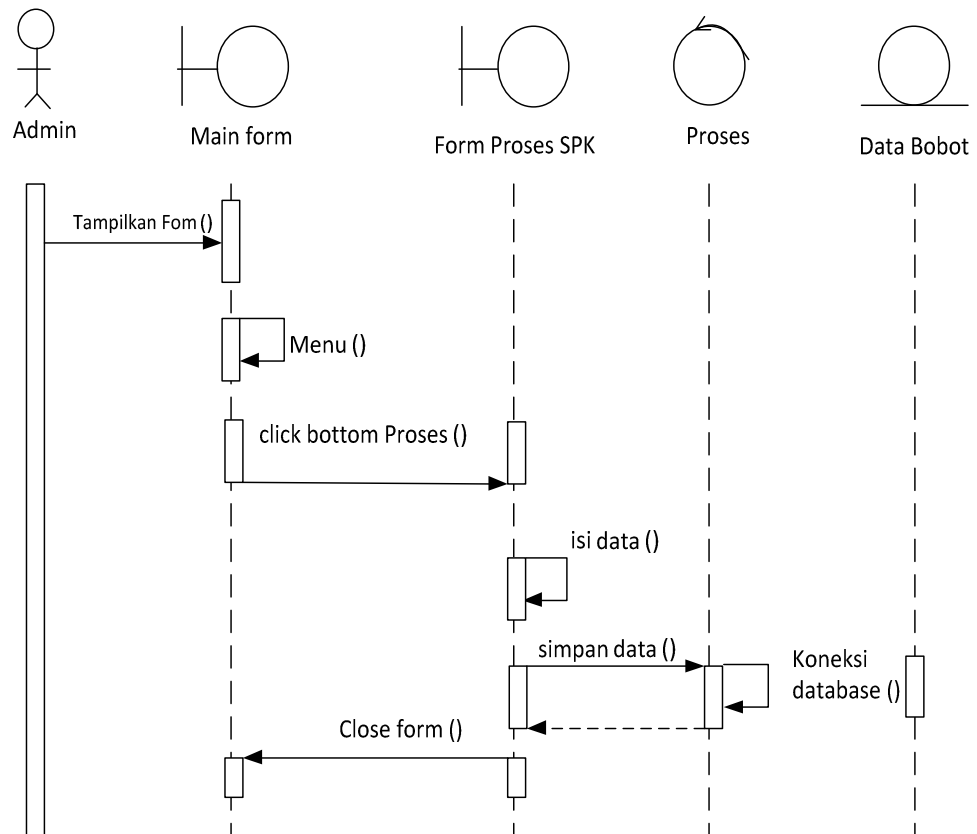 Admin
Main form
Form Proses SPK
Proses
Data Bobot
Tampilkan Fom ()
Menu ()
click bottom Proses ()
isi data ()
simpan data ()
Koneksi
database ()
Close form ()